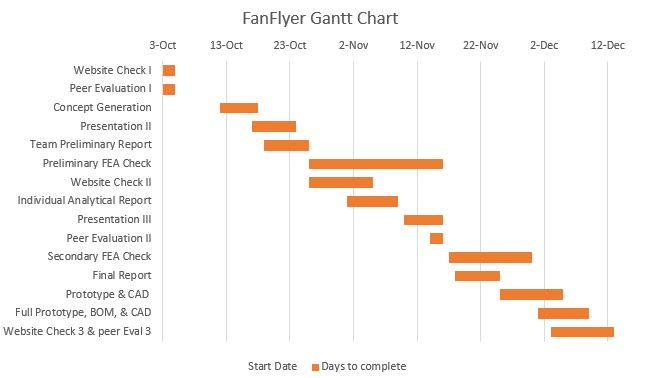 FanFlyer Gantt Chart
3-Oct 13-Oct 23-Oct 2-Nov 12-Nov 22-Nov 2-Dec 12-Dec
Website Check I
Peer Evaluation I
Concept Generation
Presentation II
Team Preliminary Report
Preliminary FEA Check
Website Check II
Individual Analytical Report
Presentation III
Peer Evaluation II
Secondary FEA Check
Final Report
Prototype & CAD
Full Prototype, BOM, & CAD
Website Check 3 & peer Eval 3
Start Date Days to complete